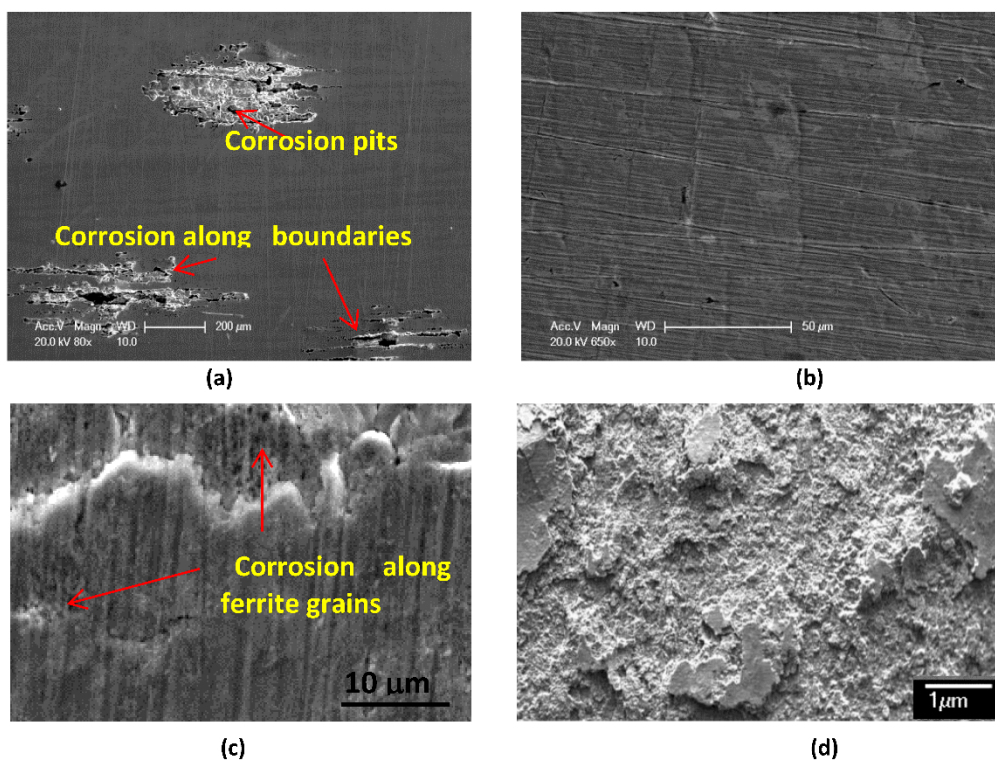 Corrosion pits
Corrosion along boundaries
Acc.V Magn WD 200 µm
20.0 kV 80x 10.0
(a)
Acc.V Magn WD 50 µm
20.0 kV 650x 10.0
(b)
Corrosion along
ferrite grains
10 µm
(c)
1µm
(d)